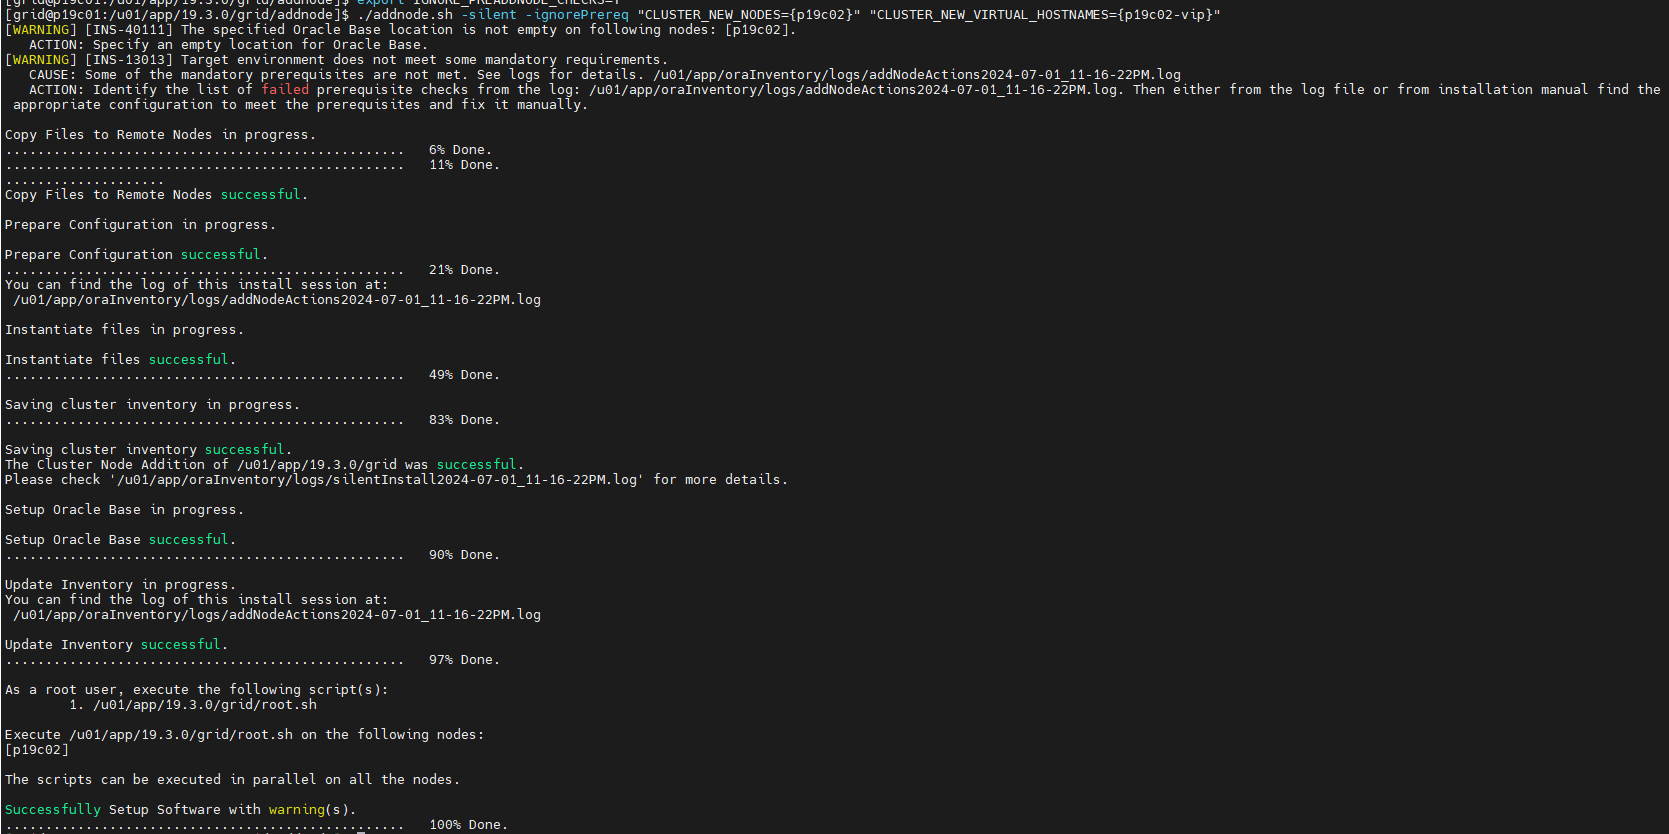 [grid@p19c01:/u01/app/19.3.0/grid/addnode]$ export IGNORE_PREADDNODE_CHECKS=Y
[grid@p19c01:/u01/app/19.3.0/grid/addnode]$ ./addnode.sh -silent -ignorePrereq "CLUSTER_NEW_NODES={p19c02}" "CLUSTER_NEW_VIRTUAL_HOSTNAMES={p19c02-vip}"
[WARNING] [INS-40111] The specified Oracle Base location is not empty on following nodes: [p19c02].
   ACTION: Specify an empty location for Oracle Base.
[WARNING] [INS-13013] Target environment does not meet some mandatory requirements.
   CAUSE: Some of the mandatory prerequisites are not met. See logs for details. /u01/app/oraInventory/logs/addNodeActions2024-07-01_11-16-22PM.log
   ACTION: Identify the list of failed prerequisite checks from the log: /u01/app/oraInventory/logs/addNodeActions2024-07-01_11-16-22PM.log. Then either from the log file or from installation manual find the
 appropriate configuration to meet the prerequisites and fix it manually.

Copy Files to Remote Nodes in progress.
..................................................   6% Done.
..................................................   11% Done.
....................
Copy Files to Remote Nodes successful.

Prepare Configuration in progress.

Prepare Configuration successful.
..................................................   21% Done.
You can find the log of this install session at:
 /u01/app/oraInventory/logs/addNodeActions2024-07-01_11-16-22PM.log

Instantiate files in progress.

Instantiate files successful.
..................................................   49% Done.

Saving cluster inventory in progress.
..................................................   83% Done.

Saving cluster inventory successful.
The Cluster Node Addition of /u01/app/19.3.0/grid was successful.
Please check '/u01/app/oraInventory/logs/silentInstall2024-07-01_11-16-22PM.log' for more details.

Setup Oracle Base in progress.

Setup Oracle Base successful.
..................................................   90% Done.

Update Inventory in progress.
You can find the log of this install session at:
 /u01/app/oraInventory/logs/addNodeActions2024-07-01_11-16-22PM.log

Update Inventory successful.
..................................................   97% Done.

As a root user, execute the following script(s):
        1. /u01/app/19.3.0/grid/root.sh

Execute /u01/app/19.3.0/grid/root.sh on the following nodes:
[p19c02]

The scripts can be executed in parallel on all the nodes.

Successfully Setup Software with warning(s).
..................................................   100% Done.